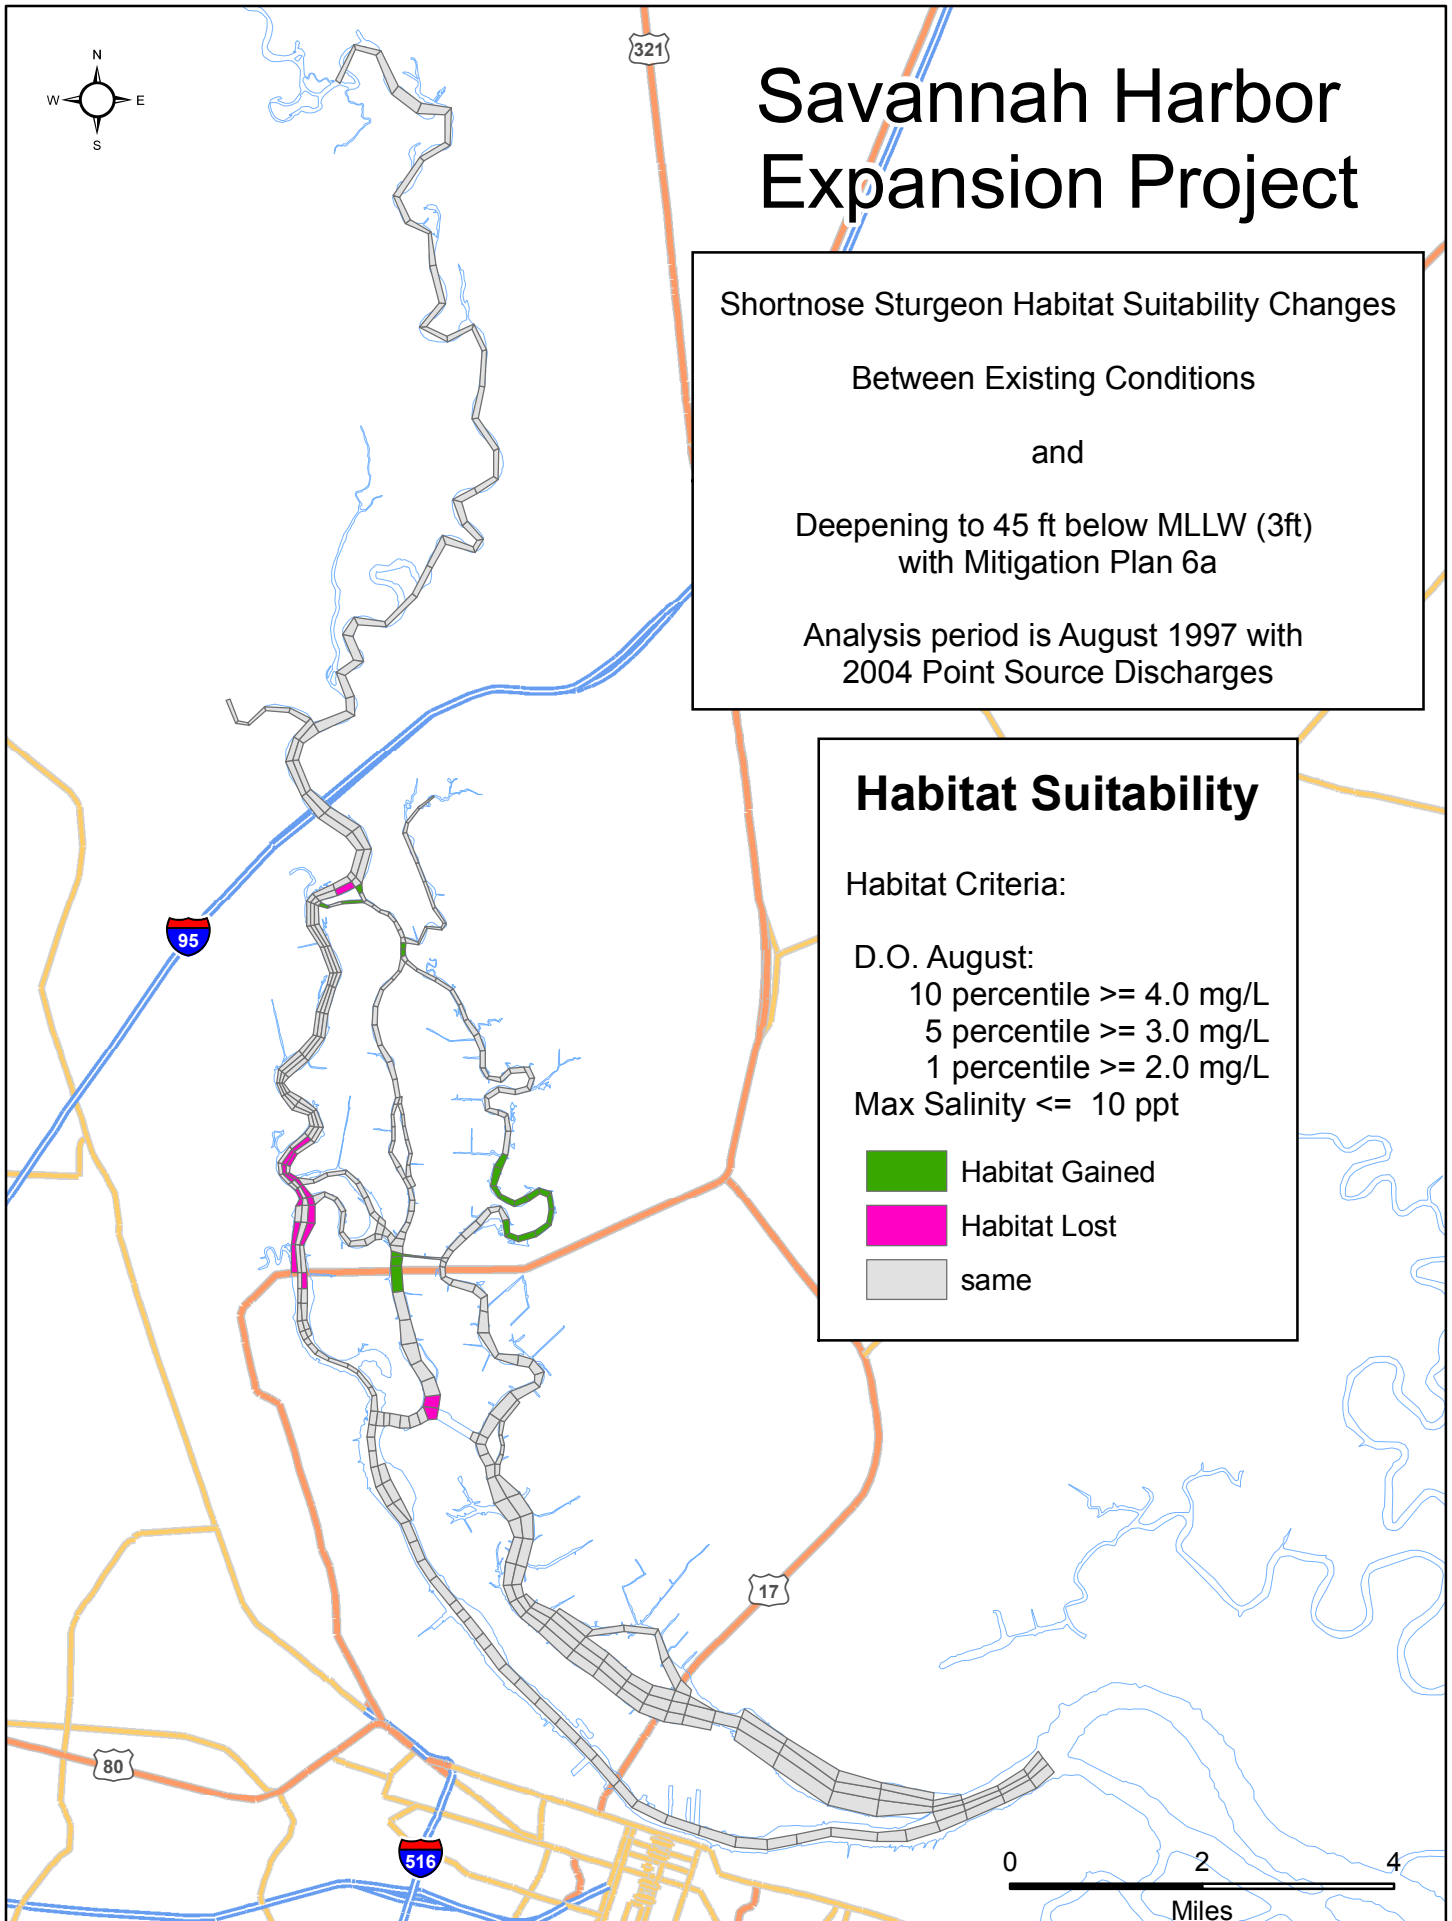 N
W E
S
321
Savannah Harbor
Expansion Project
Shortnose Sturgeon Habitat Suitability Changes
Between Existing Conditions
and
Deepening to 45 ft below MLLW (3ft)
with Mitigation Plan 6a
Analysis period is August 1997 with
2004 Point Source Discharges
Habitat Suitability
Habitat Criteria:
D.O. August:
10 percentile >= 4.0 mg/L
5 percentile >= 3.0 mg/L
1 percentile >= 2.0 mg/L
Max Salinity <= 10 ppt
Habitat Gained
Habitat Lost
same
95
17
80
516
0 2 4
Miles